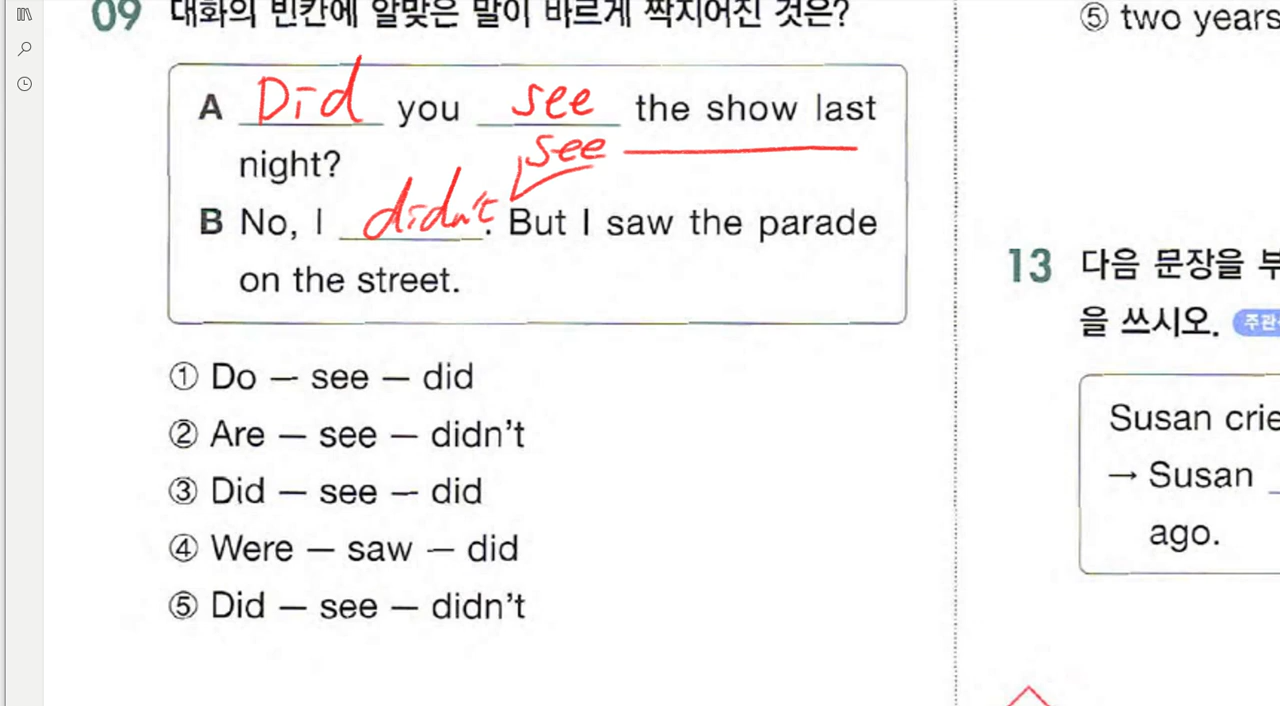 09 대화의 빈칸에 알맞은 말이 바르게 짝지어진 것은?
A Did you see the show last
night?
see
B No, I didn't. But I saw the parade
on the street.
① Do – see – did
② Are – see – didn't
③ Did – see – did
④ Were – saw – did
⑤ Did – see – didn't
⑤ two years
13 다음 문장을 부
을 쓰시오. 주관
Susan crie
→ Susan
ago.